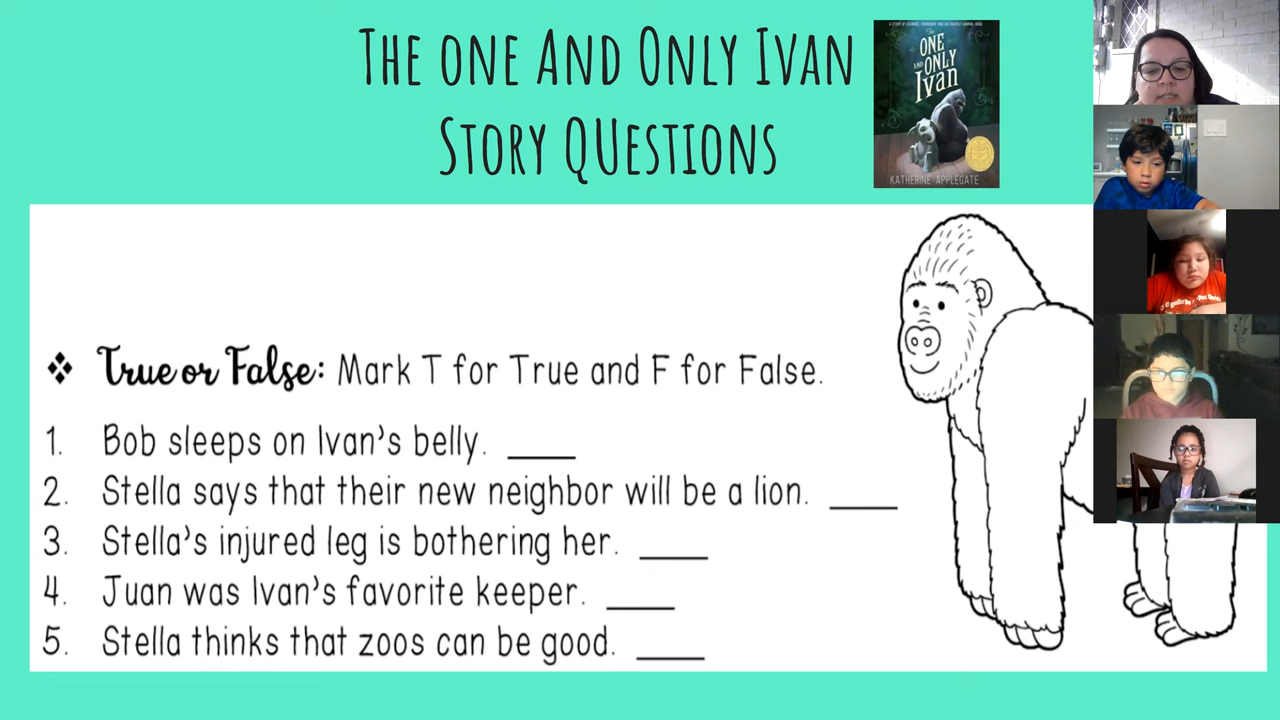 The one And Only Ivan
Story Questions
THE
ONE
AND ONLY
Ivan
KATHERINE APPLEGATE
❖ True or False: Mark T for True and F for False.
1. Bob sleeps on Ivan's belly. ____
2. Stella says that their new neighbor will be a lion. ____
3. Stella's injured leg is bothering her. ____
4. Juan was Ivan's favorite keeper. ____
5. Stella thinks that zoos can be good. ____